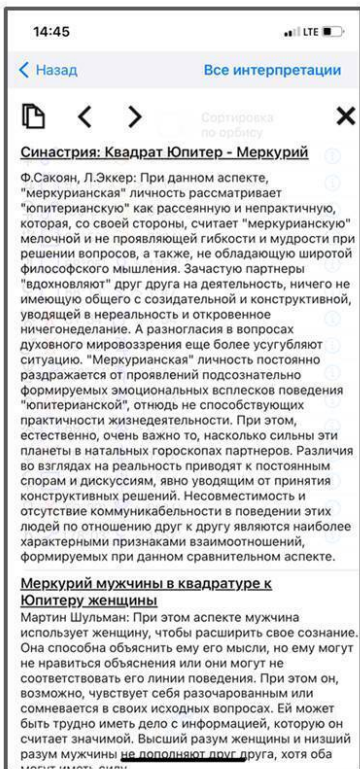 14:45
LTE
Назад
Все интерпретации
Сортировка
по орбису
Синастрия: Квадрат Юпитер - Меркурий
Ф.Сакоян, Л.Эккер: При данном аспекте,
"меркурианская" личность рассматривает
"юпитерианскую" как рассеянную и непрактичную,
которая, со своей стороны, считает "меркурианскую"
мелочной и не проявляющей гибкости и мудрости при
решении вопросов, а также, не обладающую широтой
философского мышления. Зачастую партнеры
"вдохновляют" друг друга на деятельность, ничего не
имеющую общего с созидательной и конструктивной,
уводящей в нереальность и откровенное
ничегонеделание. А разногласия в вопросах
духовного мировоззрения еще более усугубляют
ситуацию. "Меркурианская" личность постоянно
раздражается от проявлений подсознательно
формируемых эмоциональных всплесков поведения
"юпитерианской", отнюдь не способствующих
практичности жизнедеятельности. При этом,
естественно, очень важно то, насколько сильны эти
планеты в натальных гороскопах партнеров. Различия
во взглядах на реальность приводят к постоянным
спорам и дискуссиям, явно уводящим от принятия
конструктивных решений. Несовместимость и
отсутствие коммуникабельности в поведении этих
людей по отношению друг к другу являются наиболее
характерными признаками взаимоотношений,
формируемых при данном сравнительном аспекте.
Меркурий мужчины в квадратуре к
Юпитеру женщины
Мартин Шульман: При этом аспекте мужчина
использует женщину, чтобы расширить свое сознание.
Она способна объяснить ему его мысли, но ему могут
не нравиться объяснения или они могут не
соответствовать его линии поведения. При этом он,
возможно, чувствует себя разочарованным или
сомневается в своих исходных вопросах. Ей может
быть трудно иметь дело с информацией, которую он
считает значимой. Высший разум женщины и низший
разум мужчины не дополняют друг друга, хотя оба
могут иметь силу